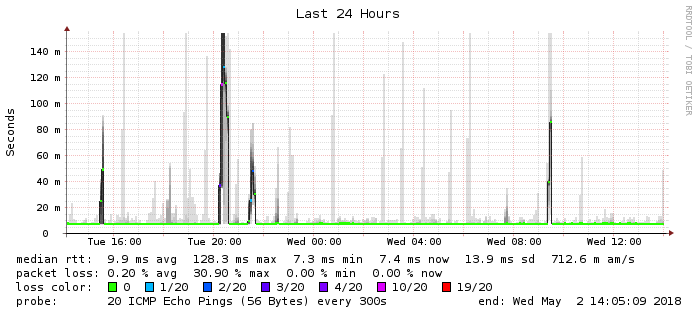 Last 24 Hours
RRDTOOL / TOBI OETIKER
Seconds
140 m
120 m
100 m
80 m
60 m
40 m
20 m
0
Tue 16:00 Tue 20:00 Wed 00:00 Wed 04:00 Wed 08:00 Wed 12:00
median rtt: 9.9 ms avg 128.3 ms max 7.3 ms min 7.4 ms now 13.9 ms sd 712.6 m am/s
packet loss: 0.20 % avg 30.90 % max 0.00 % min 0.00 % now
loss color: 0 1/20 2/20 3/20 4/20 10/20 19/20
probe: 20 ICMP Echo Pings (56 Bytes) every 300s end: Wed May 2 14:05:09 2018